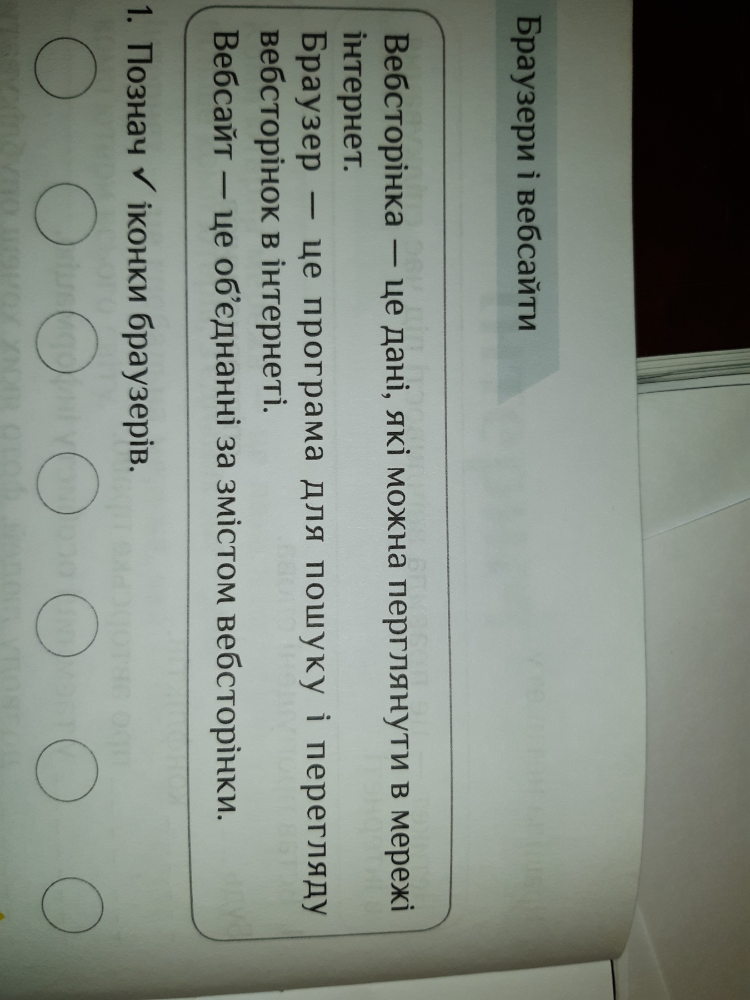 Браузери і вебсайти
Вебсторінка — це дані, які можна перглянути в мережі
інтернет.
Браузер — це програма для пошуку і перегляду
вебсторінок в інтернеті.
Вебсайт — це об’єднанні за змістом вебсторінки.
1. Познач ✓ іконки браузерів.